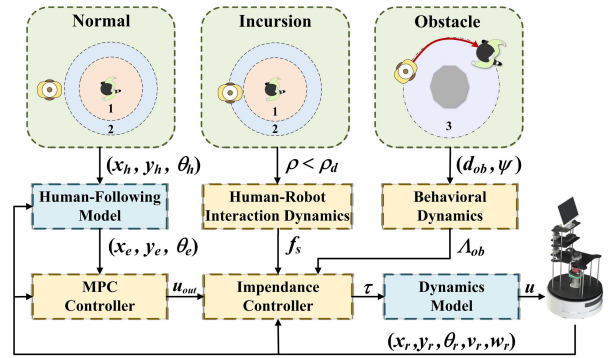 Normal
Incursion
Obstacle
1
2
1
2
3
(x_h, y_h, θ_h)
ρ < ρ_d
(d_ob, ψ)
Human-Following
Model
Human-Robot
Interaction Dynamics
Behavioral
Dynamics
(x_e, y_e, θ_e)
f_s
Λ_ob
MPC
Controller
u_out
Impendance
Controller
τ
Dynamics
Model
u
(x_r, y_r, θ_r, v_r, w_r)